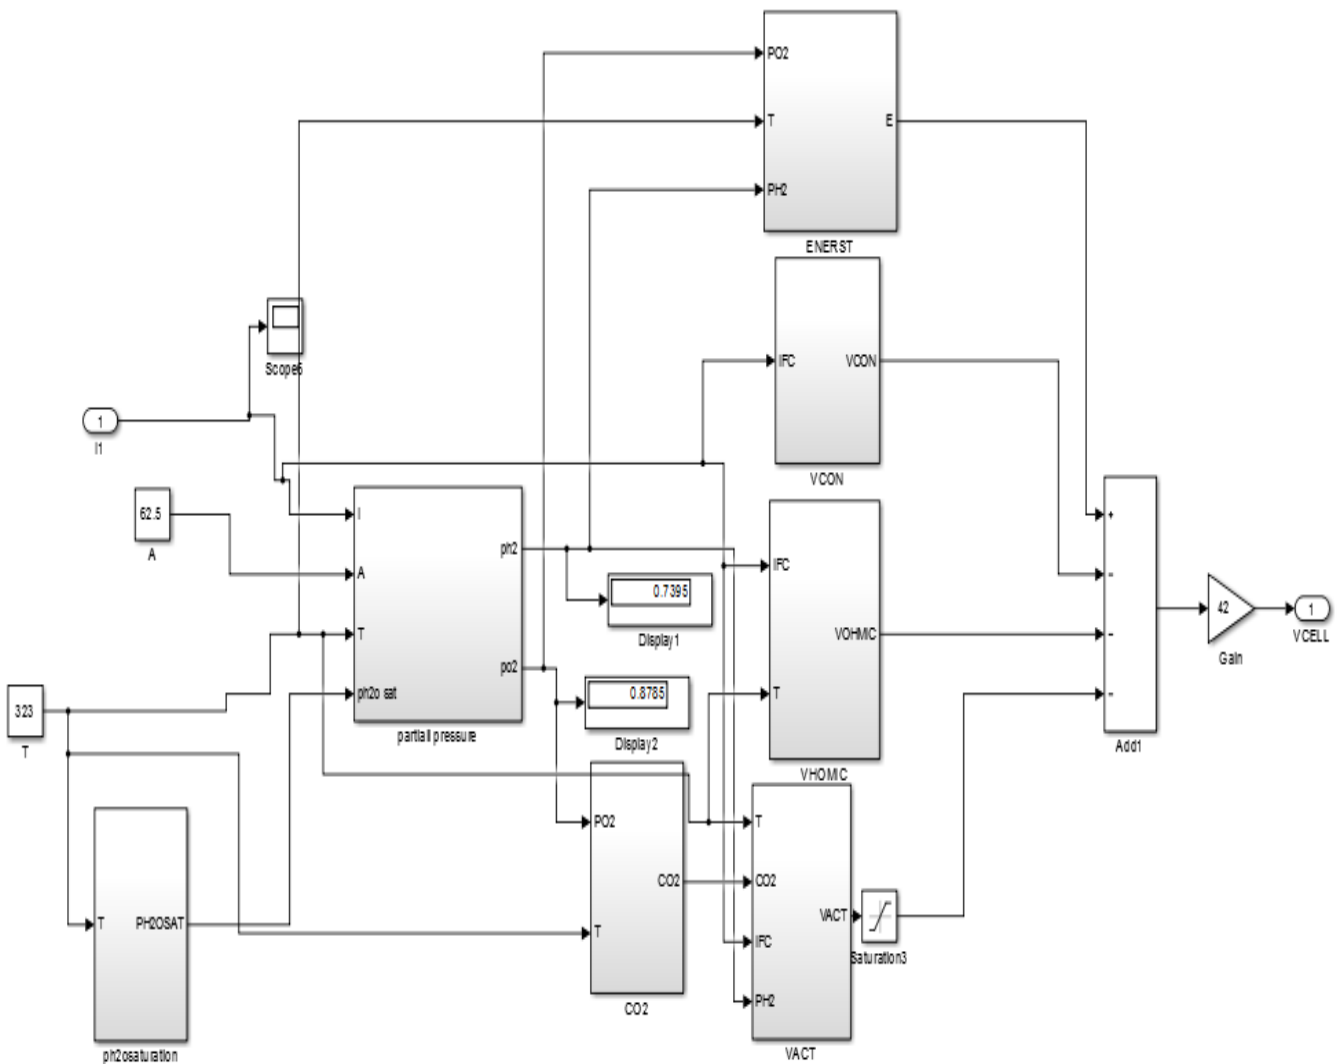 PO2
T
E
PH2
ENERST
Scope6
IFC
VCON
VCON
1
I1
62.5
A
I
A
T
ph2o sat
ph2
po2
partiall pressure
0.7395
Display1
0.8785
Display2
IFC
VOHMIC
T
VHOMIC
+
-
-
-
Add1
42
Gain
1
VCELL
323
T
T
PH2OSAT
ph2osaturation
PO2
CO2
T
CO2
T
CO2
VACT
IFC
PH2
VACT
Saturation3